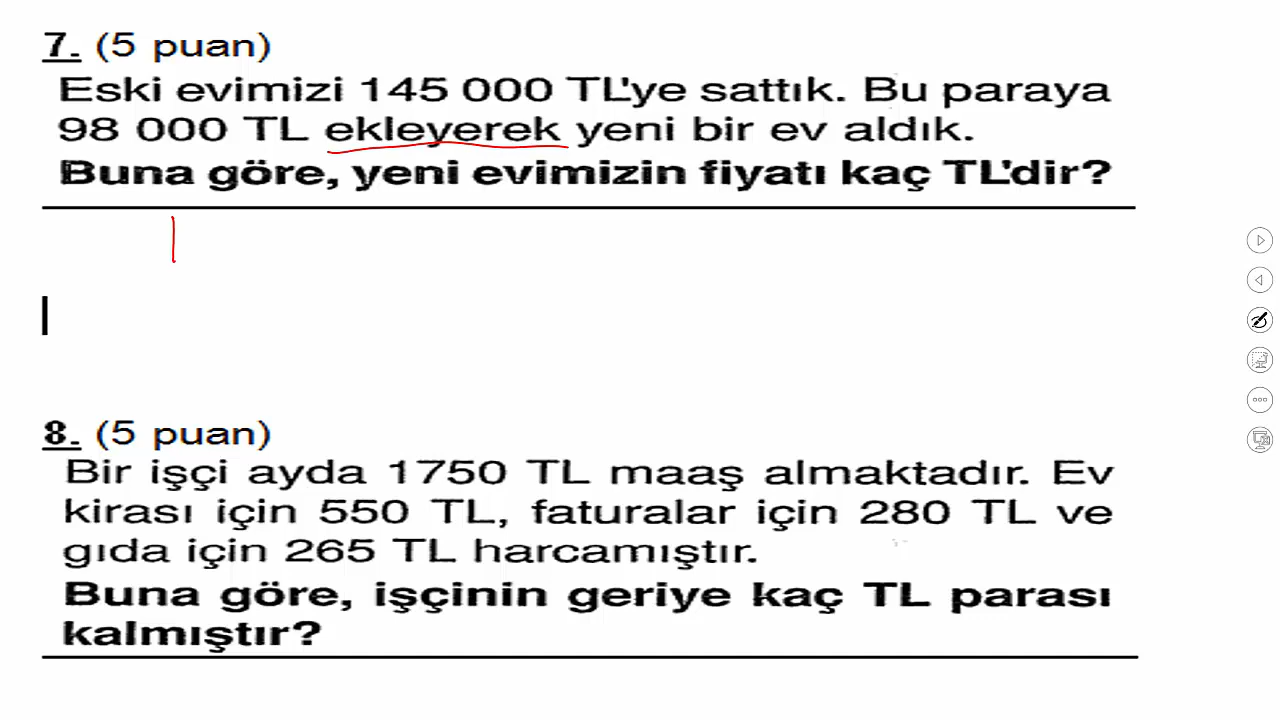 7. (5 puan)
Eski evimizi 145 000 TL'ye sattık. Bu paraya
98 000 TL ekleyerek yeni bir ev aldık.
Buna göre, yeni evimizin fiyatı kaç TL'dir?
8. (5 puan)
Bir işçi ayda 1750 TL maaş almaktadır. Ev
kirası için 550 TL, faturalar için 280 TL ve
gıda için 265 TL harcamıştır.
Buna göre, işçinin geriye kaç TL parası
kalmıştır?